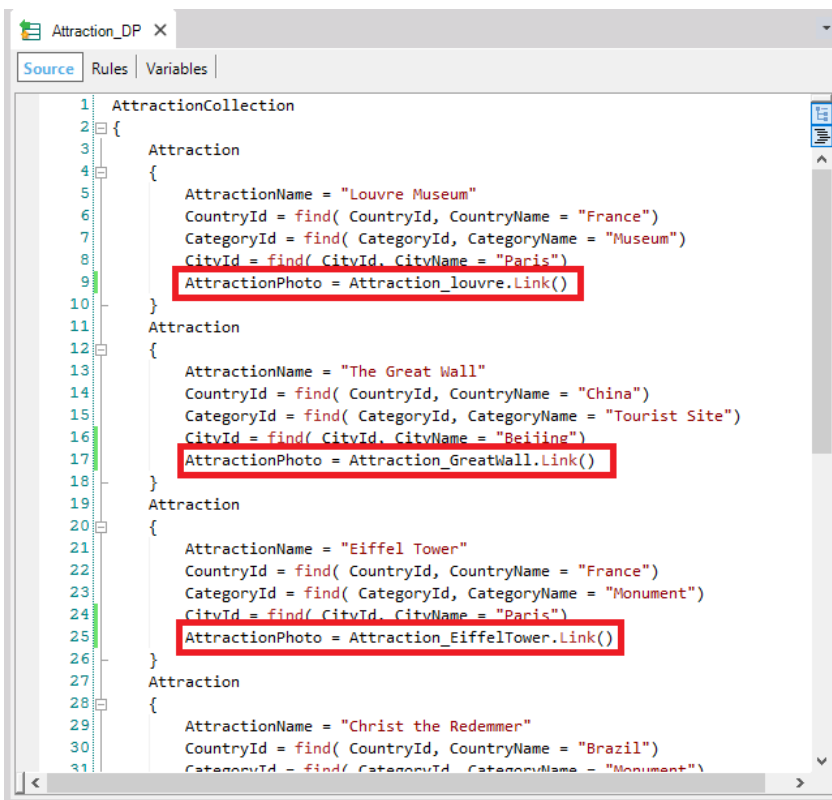 Attraction_DP
Source Rules Variables
1 AttractionCollection
2 {
3 Attraction
4 {
5 AttractionName = "Louvre Museum"
6 CountryId = find( CountryId, CountryName = "France")
7 CategoryId = find( CategoryId, CategoryName = "Museum")
8 CityId = find( CityId, CityName = "Paris")
9 AttractionPhoto = Attraction_louvre.Link()
10 }
11 Attraction
12 {
13 AttractionName = "The Great Wall"
14 CountryId = find( CountryId, CountryName = "China")
15 CategoryId = find( CategoryId, CategoryName = "Tourist Site")
16 CityId = find( CityId, CityName = "Beijing")
17 AttractionPhoto = Attraction_GreatWall.Link()
18 }
19 Attraction
20 {
21 AttractionName = "Eiffel Tower"
22 CountryId = find( CountryId, CountryName = "France")
23 CategoryId = find( CategoryId, CategoryName = "Monument")
24 CityId = find( CityId, CityName = "Paris")
25 AttractionPhoto = Attraction_EiffelTower.Link()
26 }
27 Attraction
28 {
29 AttractionName = "Christ the Redemmer"
30 CountryId = find( CountryId, CountryName = "Brazil")
31 CategoryId = find( CategoryId, CategoryName = "Monument")